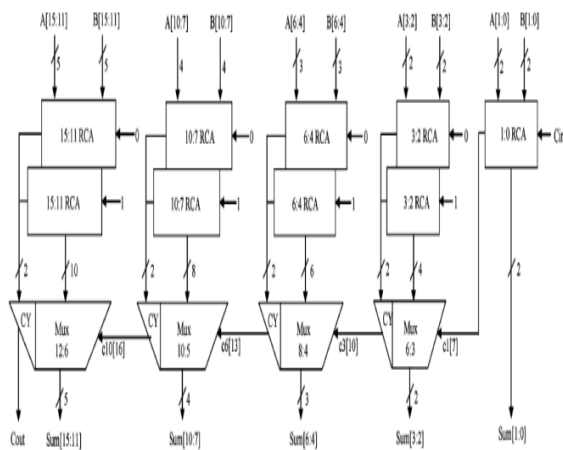 A[15:11] B[15:11] A[10:7] B[10:7] A[6:4] B[6:4] A[3:2] B[3:2] A[1:0] B[1:0]
5 5 4 4 3 3 2 2 2 2
15:11 RCA 0 10:7 RCA 0 6:4 RCA 0 3:2 RCA 0 1:0 RCA Cin
15:11 RCA 1 10:7 RCA 1 6:4 RCA 1 3:2 RCA 1
2 10 2 8 2 6 2 4 2
CY Mux 12:6 c10[16] CY Mux 10:5 c6[13] CY Mux 8:4 c3[10] CY Mux 6:3 c1[7]
5 4 3 2
Cout Sum[15:11] Sum[10:7] Sum[6:4] Sum[3:2] Sum[1:0]